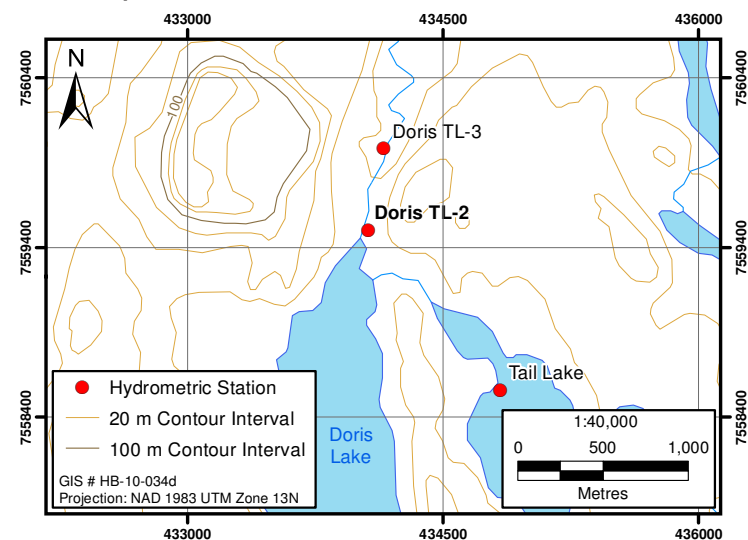 433000
434500
436000
7560400
7560400
N
100
Doris TL-3
Doris TL-2
7559400
7559400
Tail Lake
Hydrometric Station
20 m Contour Interval
100 m Contour Interval
GIS # HB-10-034d
Projection: NAD 1983 UTM Zone 13N
Doris
Lake
1:40,000
0
500
1,000
Metres
7558400
7558400
433000
434500
436000